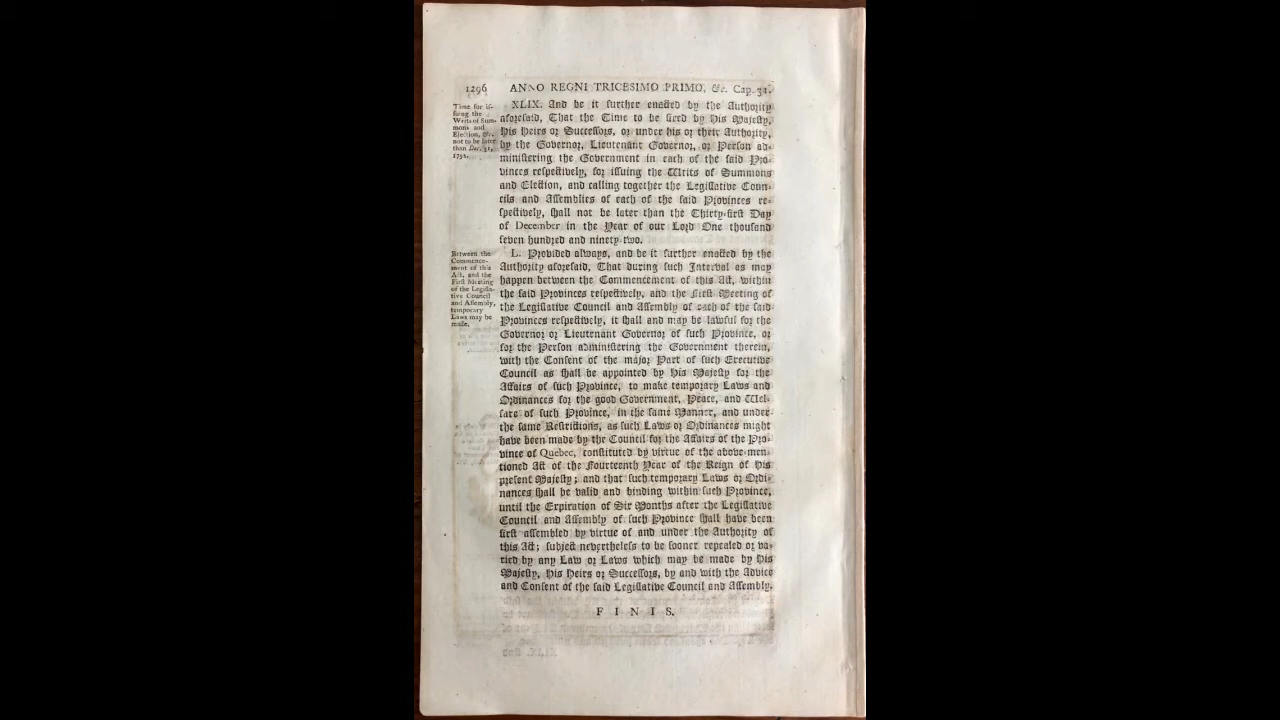 1296 ANNO REGNI TRICESIMO PRIMO, &c. Cap. 31.
Time for is-
suing the
Writs of Sum-
mons and
Election, &c.
not to be later
than Dec. 31,
1792.
XLIX. And be it further enacted by the Authority
aforesaid, That the Time to be fixed by His Majesty,
His Heirs or Successors, or under his or their Authority,
by the Governor, Lieutenant Governor, or Person ad-
ministering the Government in each of the said Pro-
vinces respectively, for issuing the Writs of Summons
and Election, and calling together the Legislative Coun-
cils and Assemblies of each of the said Provinces re-
spectively, shall not be later than the Thirty-first Day
of December in the Year of our Lord One thousand
seven hundred and ninety-two.
Between the
Commence-
ment of this
Act, and the
First Meeting
of the Legisla-
tive Council
and Assembly,
temporary
Laws may be
made.
L. Provided always, and be it further enacted by the
Authority aforesaid, That during such Interval as may
happen between the Commencement of this Act, within
the said Provinces respectively, and the first Meeting of
the Legislative Council and Assembly of each of the said
Provinces respectively, it shall and may be lawful for the
Governor or Lieutenant Governor of such Province, or
for the Person administering the Government therein,
with the Consent of the major Part of such Executive
Council as shall be appointed by His Majesty for the
Affairs of such Province, to make temporary Laws and
Ordinances for the good Government, Peace, and Wel-
fare of such Province, in the same Manner, and under
the same Restrictions, as such Laws or Ordinances might
have been made by the Council for the Affairs of the Pro-
vince of Quebec, constituted by virtue of the above-men-
tioned Act of the Fourteenth Year of the Reign of His
present Majesty; and that such temporary Laws or Ordi-
nances shall be valid and binding within such Province,
until the Expiration of Six Months after the Legislative
Council and Assembly of such Province shall have been
first assembled by virtue of and under the Authority of
this Act; subject nevertheless to be sooner repealed or va-
ried by any Law or Laws which may be made by His
Majesty, His Heirs or Successors, by and with the Advice
and Consent of the said Legislative Council and Assembly.
FINIS.